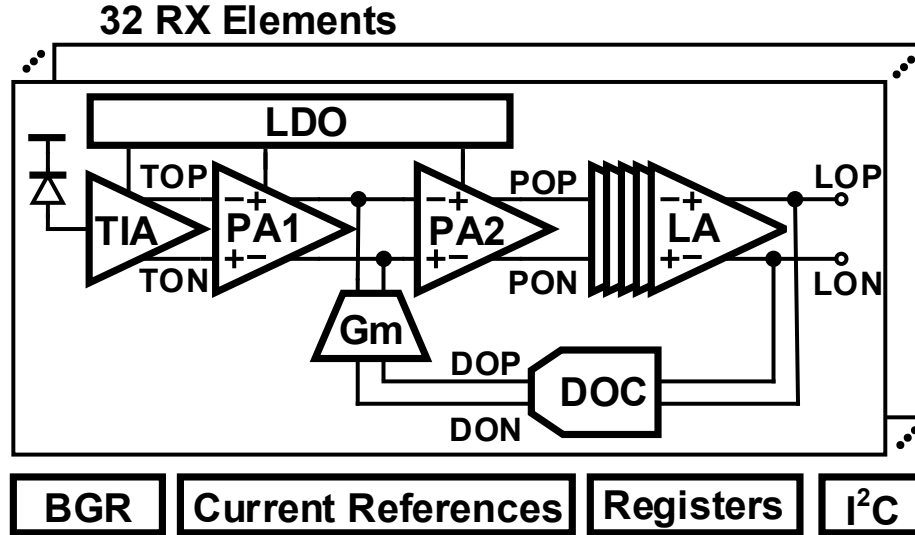 32 RX Elements
LDO
TOP
POP
LOP
TIA
PA1
PA2
LA
TON
PON
LON
Gm
DOP
DOC
DON
BGR
Current References
Registers
I²C